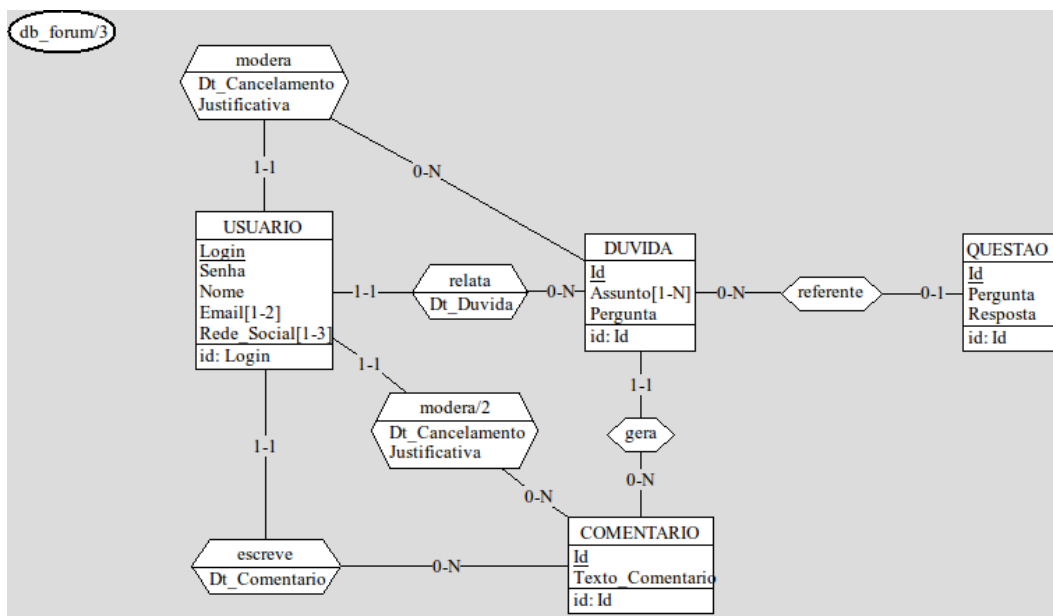 db_forum/3
modera
Dt_Cancelamento
Justificativa
1-1
0-N
USUARIO
Login
Senha
Nome
Email[1-2]
Rede_Social[1-3]
id: Login
1-1
relata
Dt_Duvida
0-N
DUVIDA
Id
Assunto[1-N]
Pergunta
id: Id
0-N
referente
0-1
QUESTAO
Id
Pergunta
Resposta
id: Id
1-1
modera/2
Dt_Cancelamento
Justificativa
0-N
1-1
gera
0-N
1-1
escreve
Dt_Comentario
0-N
COMENTARIO
Id
Texto_Comentario
id: Id